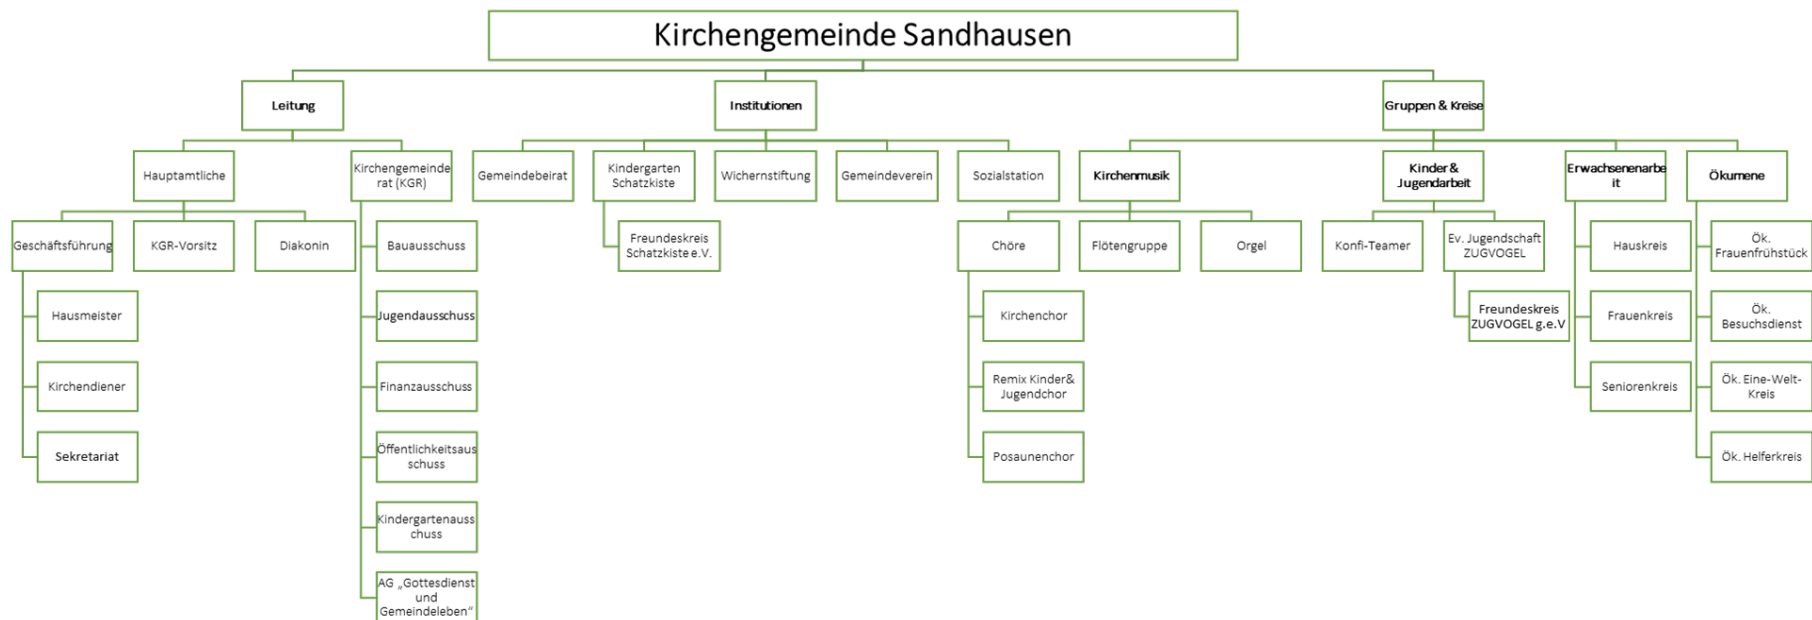 Kirchengemeinde Sandhausen
Leitung
Institutionen
Gruppen & Kreise
Hauptamtliche
Kirchengemeinde
rat (KGR)
Gemeindebeirat
Kindergarten
Schatzkiste
Wichernstiftung
Gemeindeverein
Sozialstation
Kirchenmusik
Kinder &
Jugendarbeit
Erwachsenenarbe
it
Ökumene
Geschäftsführung
KGR-Vorsitz
Diakonin
Bauausschuss
Freundeskreis
Schatzkiste e.V.
Chöre
Flötengruppe
Orgel
Konfi-Teamer
Ev. Jugendschaft
ZUGVOGEL
Hauskreis
Ök.
Frauenfrühstück
Hausmeister
Jugendausschuss
Kirchenchor
Freundeskreis
ZUGVOGEL g.e.V
Frauenkreis
Ök.
Besuchsdienst
Kirchendiener
Finanzausschuss
Remix Kinder&
Jugendchor
Seniorenkreis
Ök. Eine-Welt-
Kreis
Sekretariat
Öffentlichkeitsaus
schuss
Posaunenchor
Ök. Helferkreis
Kindergartenauss
chuss
AG „Gottesdienst
und
Gemeindeleben“